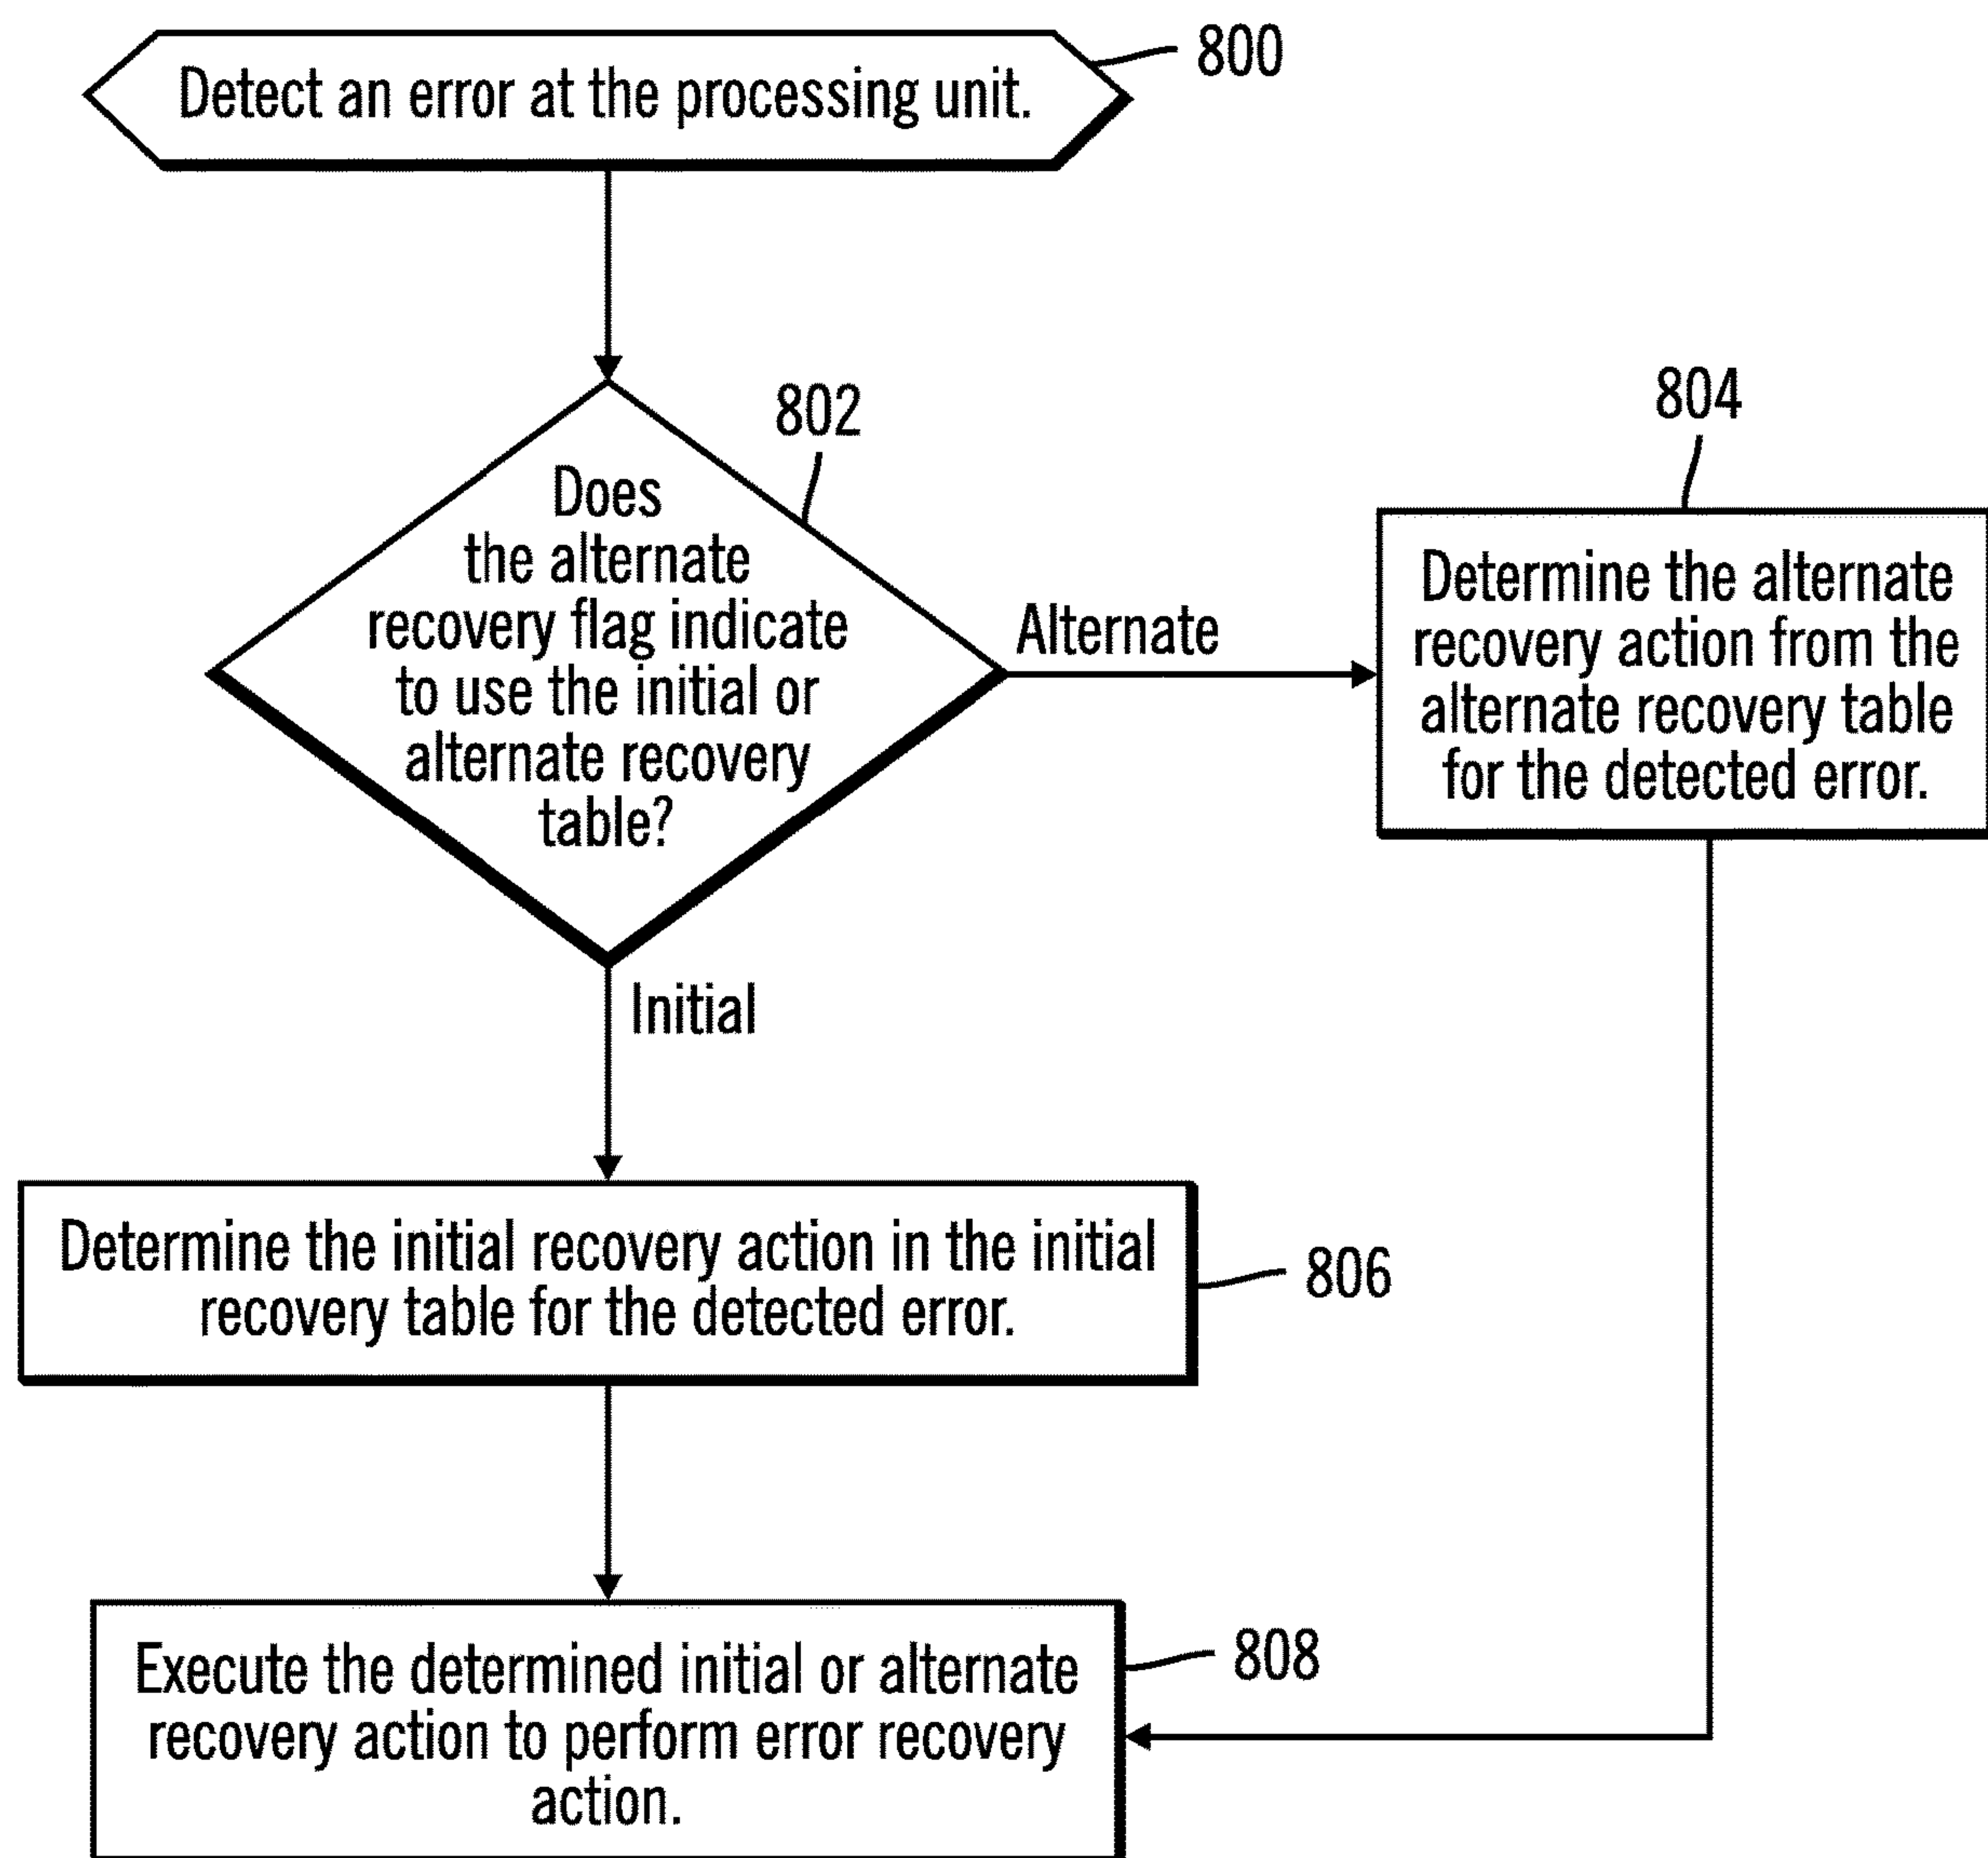 Detect an error at the processing unit.
800
802
Does
the alternate
recovery flag indicate
to use the initial or
alternate recovery
table?
Alternate
804
Determine the alternate
recovery action from the
alternate recovery table
for the detected error.
Initial
Determine the initial recovery action in the initial
recovery table for the detected error.
806
Execute the determined initial or alternate
recovery action to perform error recovery
action.
808